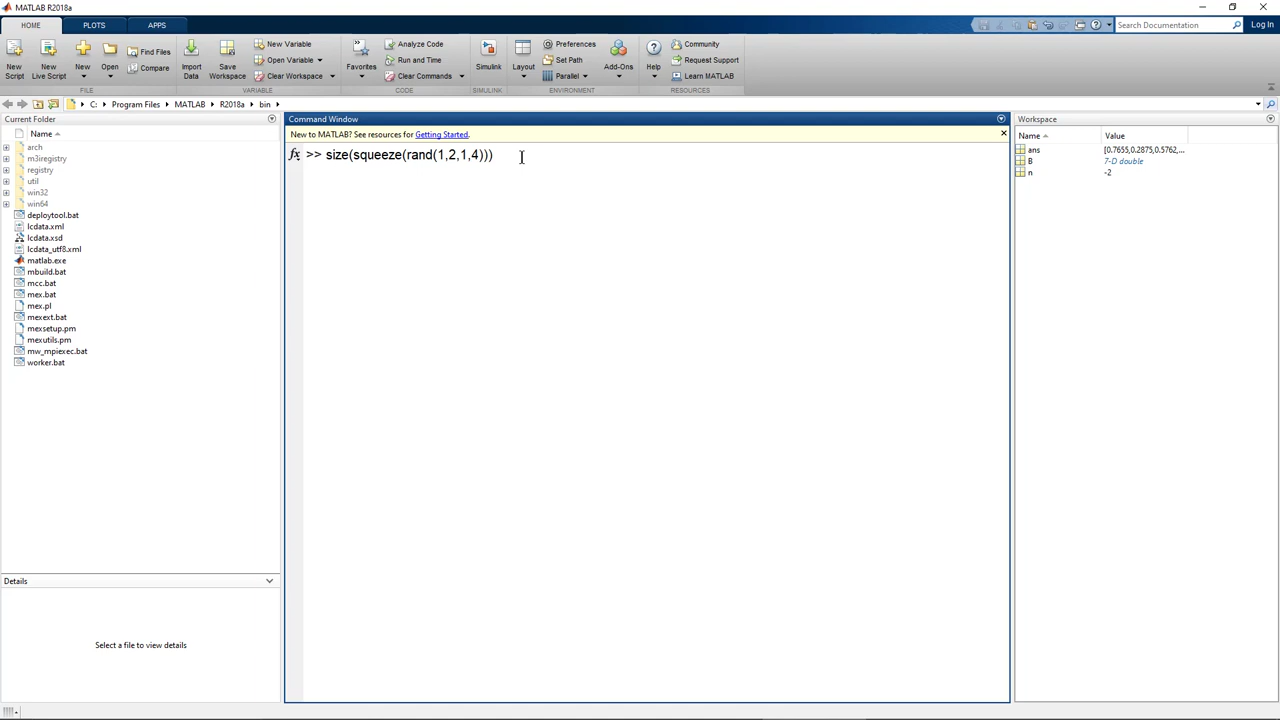 MATLAB R2018a
HOME PLOTS APPS
Search Documentation Log In
New Script
New Live Script
New
Open
Find Files
Compare
FILE
Import Data
Save Workspace
New Variable
Open Variable
Clear Workspace
VARIABLE
Favorites
Analyze Code
Run and Time
Clear Commands
CODE
Simulink
SIMULINK
Layout
Preferences
Set Path
Parallel
Add-Ons
ENVIRONMENT
Help
Community
Request Support
Learn MATLAB
RESOURCES
C: Program Files MATLAB R2018a bin
Current Folder
Name
arch
m3iregistry
registry
util
win32
win64
deploytool.bat
lcdata.xml
lcdata.xsd
lcdata_utf8.xml
matlab.exe
mbuild.bat
mcc.bat
mex.bat
mex.pl
mexext.bat
mexsetup.pm
mexutils.pm
mw_mpiexec.bat
worker.bat
Details
Select a file to view details
Command Window
New to MATLAB? See resources for Getting Started.
fx >> size(squeeze(rand(1,2,1,4)))
Workspace
Name Value
ans [0.7655,0.2875,0.5762,...
B 7-D double
n -2